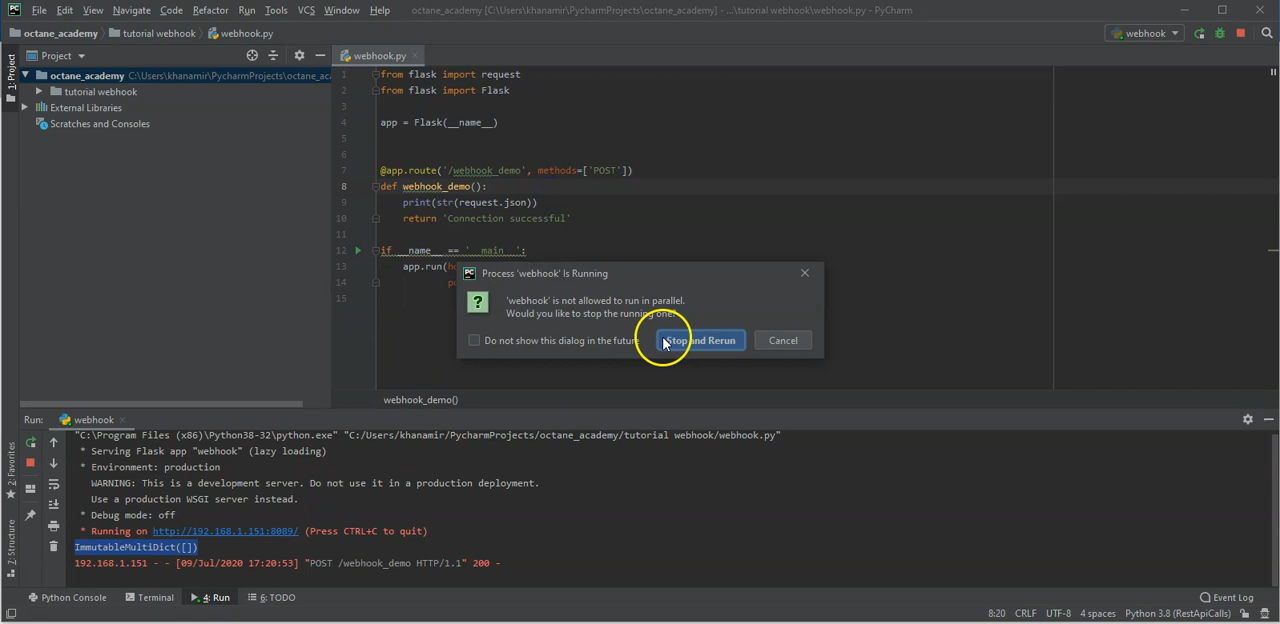 File Edit View Navigate Code Refactor Run Tools VCS Window Help octane_academy [C:\Users\khanamir\PycharmProjects\octane_academy] - ...\tutorial webhook\webhook.py - PyCharm
octane_academy tutorial webhook webhook.py webhook
Project webhook.py
1: Project
octane_academy C:\Users\khanamir\PycharmProjects\octane_aca
tutorial webhook
External Libraries
Scratches and Consoles
1 from flask import request
2 from flask import Flask
3
4 app = Flask(__name__)
5
6
7 @app.route('/webhook_demo', methods=['POST'])
8 def webhook_demo():
9 print(str(request.json))
10 return 'Connection successful'
11
12 if __name__ == '__main__':
13 app.run(
14
15
Process 'webhook' Is Running
?
'webhook' is not allowed to run in parallel.
Would you like to stop the running one?
Do not show this dialog in the future
Stop and Rerun Cancel
webhook_demo()
Run: webhook
"C:\Program Files (x86)\Python38-32\python.exe" "C:/Users/khanamir/PycharmProjects/octane_academy/tutorial webhook/webhook.py"
* Serving Flask app "webhook" (lazy loading)
* Environment: production
WARNING: This is a development server. Do not use it in a production deployment.
Use a production WSGI server instead.
* Debug mode: off
* Running on http://192.168.1.151:8089/ (Press CTRL+C to quit)
ImmutableMultiDict([])
192.168.1.151 - - [09/Jul/2020 17:20:53] "POST /webhook_demo HTTP/1.1" 200 -
2: Favorites
7: Structure
Python Console Terminal 4: Run 6: TODO Event Log
8:20 CRLF UTF-8 4 spaces Python 3.8 (RestApiCalls)